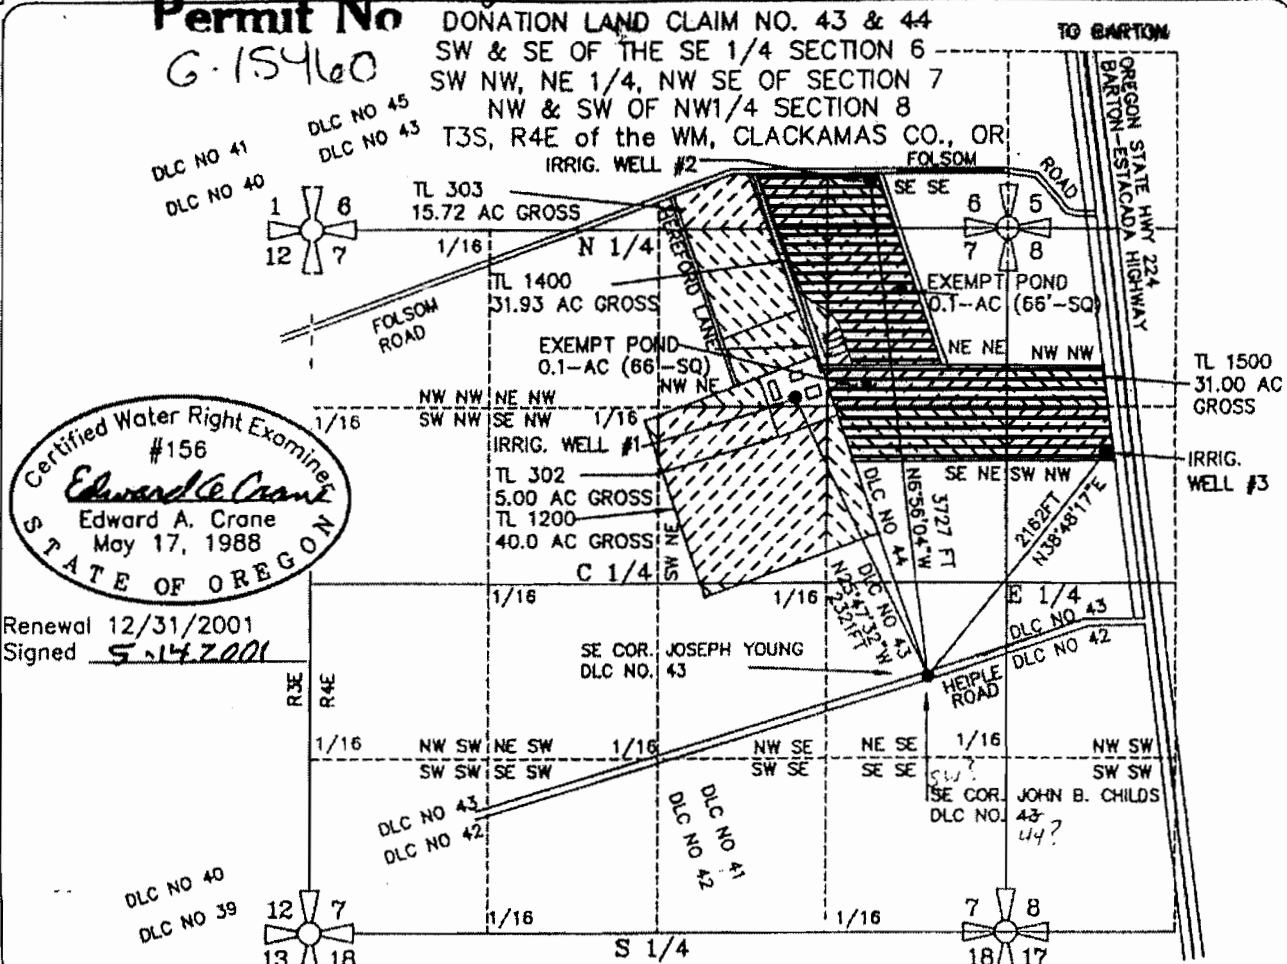 Permit No
G-15460
DONATION LAND CLAIM NO. 43 & 44
SW & SE OF THE SE 1/4 SECTION 6
SW NW, NE 1/4, NW SE OF SECTION 7
NW & SW OF NW1/4 SECTION 8
T3S, R4E of the WM, CLACKAMAS CO., OR
TO BARTON
OREGON STATE HWY 224
BARTON-ESTACADA HIGHWAY
DLC NO 45
DLC NO 43
DLC NO 41
DLC NO 40
IRRIG. WELL #2
FOLSOM
ROAD
SE SE
TL 303
15.72 AC GROSS
1 6
12 7
6 5
7 8
1/16
N 1/4
HEREFORD LANE
TL 1400
31.93 AC GROSS
EXEMPT POND
0.1-AC (66'-SQ)
FOLSOM
ROAD
EXEMPT POND
0.1-AC (66'-SQ)
NE NE
NW NW
NW NE
TL 1500
31.00 AC
GROSS
NW NW NE NW
1/16
SW NW SE NW
1/16
IRRIG. WELL #1
TL 302
5.00 AC GROSS
TL 1200
40.0 AC GROSS
SE NE SW NW
IRRIG.
WELL #3
DLC NO 44
N6°56'04"W
3727 FT
2162FT
N38°48'17"E
SW NE
C 1/4
1/16
1/16
E 1/4
DLC NO 43
N25°47'32"W
2321FT
DLC NO 43
DLC NO 42
Certified Water Right Examiner
#156
Edward A. Crane
Edward A. Crane
May 17, 1988
STATE OF OREGON
Renewal 12/31/2001
Signed 5-14-2001
SE COR. JOSEPH YOUNG
DLC NO. 43
HEIPLE
ROAD
R3E
R4E
1/16
NW SW NE SW
1/16
NW SE
NE SE
1/16
NW SW
SW SW SE SW
SW SE
SE SE
SW SW
SW?
SE COR. JOHN B. CHILDS
DLC NO. 43
44?
DLC NO 43
DLC NO 42
DLC NO 41
DLC NO 42
DLC NO 40
DLC NO 39
12 7
13 18
1/16
1/16
S 1/4
7 8
18 17